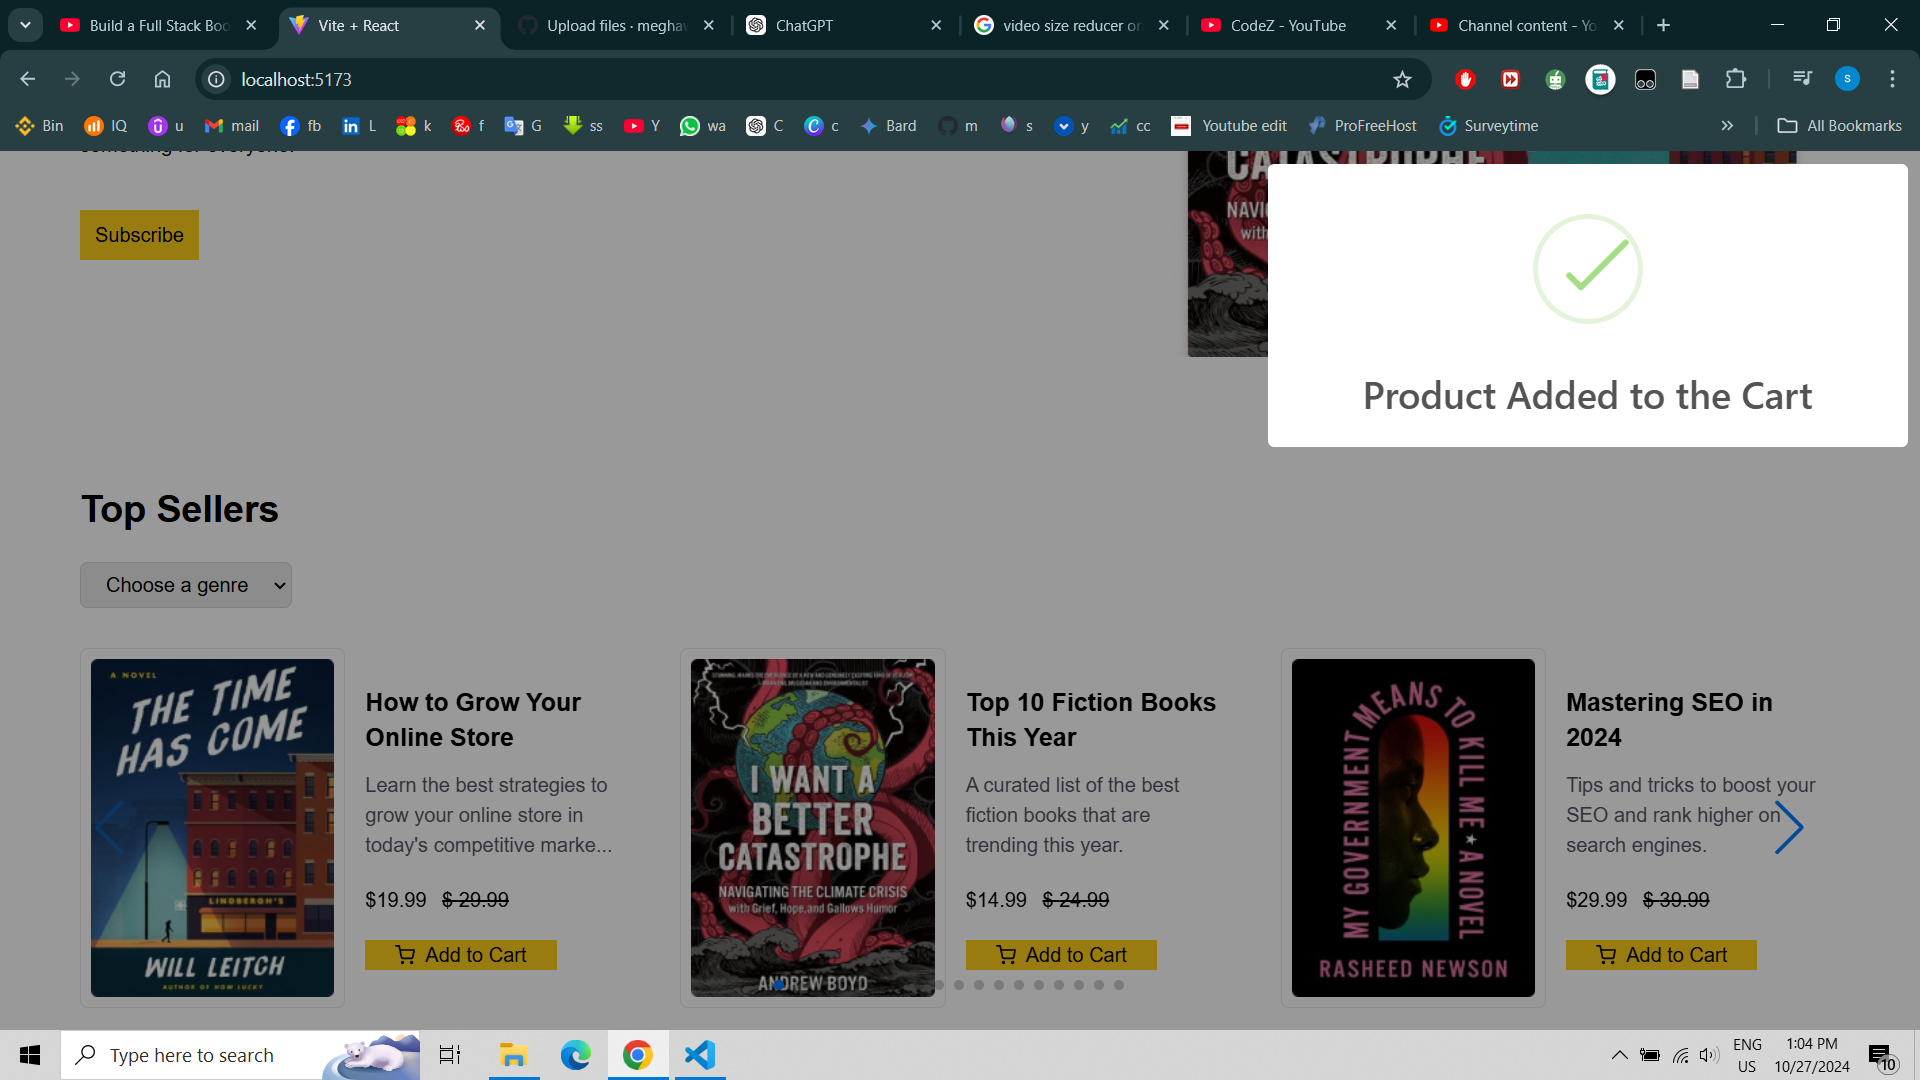 Build a Full Stack Boo
Vite + React
Upload files · meghaw
ChatGPT
video size reducer on
CodeZ - YouTube
Channel content - Yo
localhost:5173
S
Bin
IQ
u
mail
fb
L
k
f
G
ss
Y
wa
C
c
Bard
m
s
y
cc
Youtube edit
ProFreeHost
Surveytime
All Bookmarks
Subscribe
CATASTROPHE
NAVIG
with
Product Added to the Cart
Top Sellers
Choose a genre
A NOVEL
THE TIME
HAS COME
LINDBERGH'S
WILL LEITCH
AUTHOR OF HOW LUCKY
How to Grow Your
Online Store
Learn the best strategies to
grow your online store in
today's competitive marke...
$19.99 $ 29.99
Add to Cart
I WANT A
BETTER
CATASTROPHE
NAVIGATING THE CLIMATE CRISIS
with Grief, Hope, and Gallows Humor
ANDREW BOYD
Top 10 Fiction Books
This Year
A curated list of the best
fiction books that are
trending this year.
$14.99 $ 24.99
Add to Cart
MY GOVERNMENT MEANS TO KILL ME ★ A NOVEL
RASHEED NEWSON
Mastering SEO in
2024
Tips and tricks to boost your
SEO and rank higher on
search engines.
$29.99 $ 39.99
Add to Cart
Type here to search
ENG
US
1:04 PM
10/27/2024
10